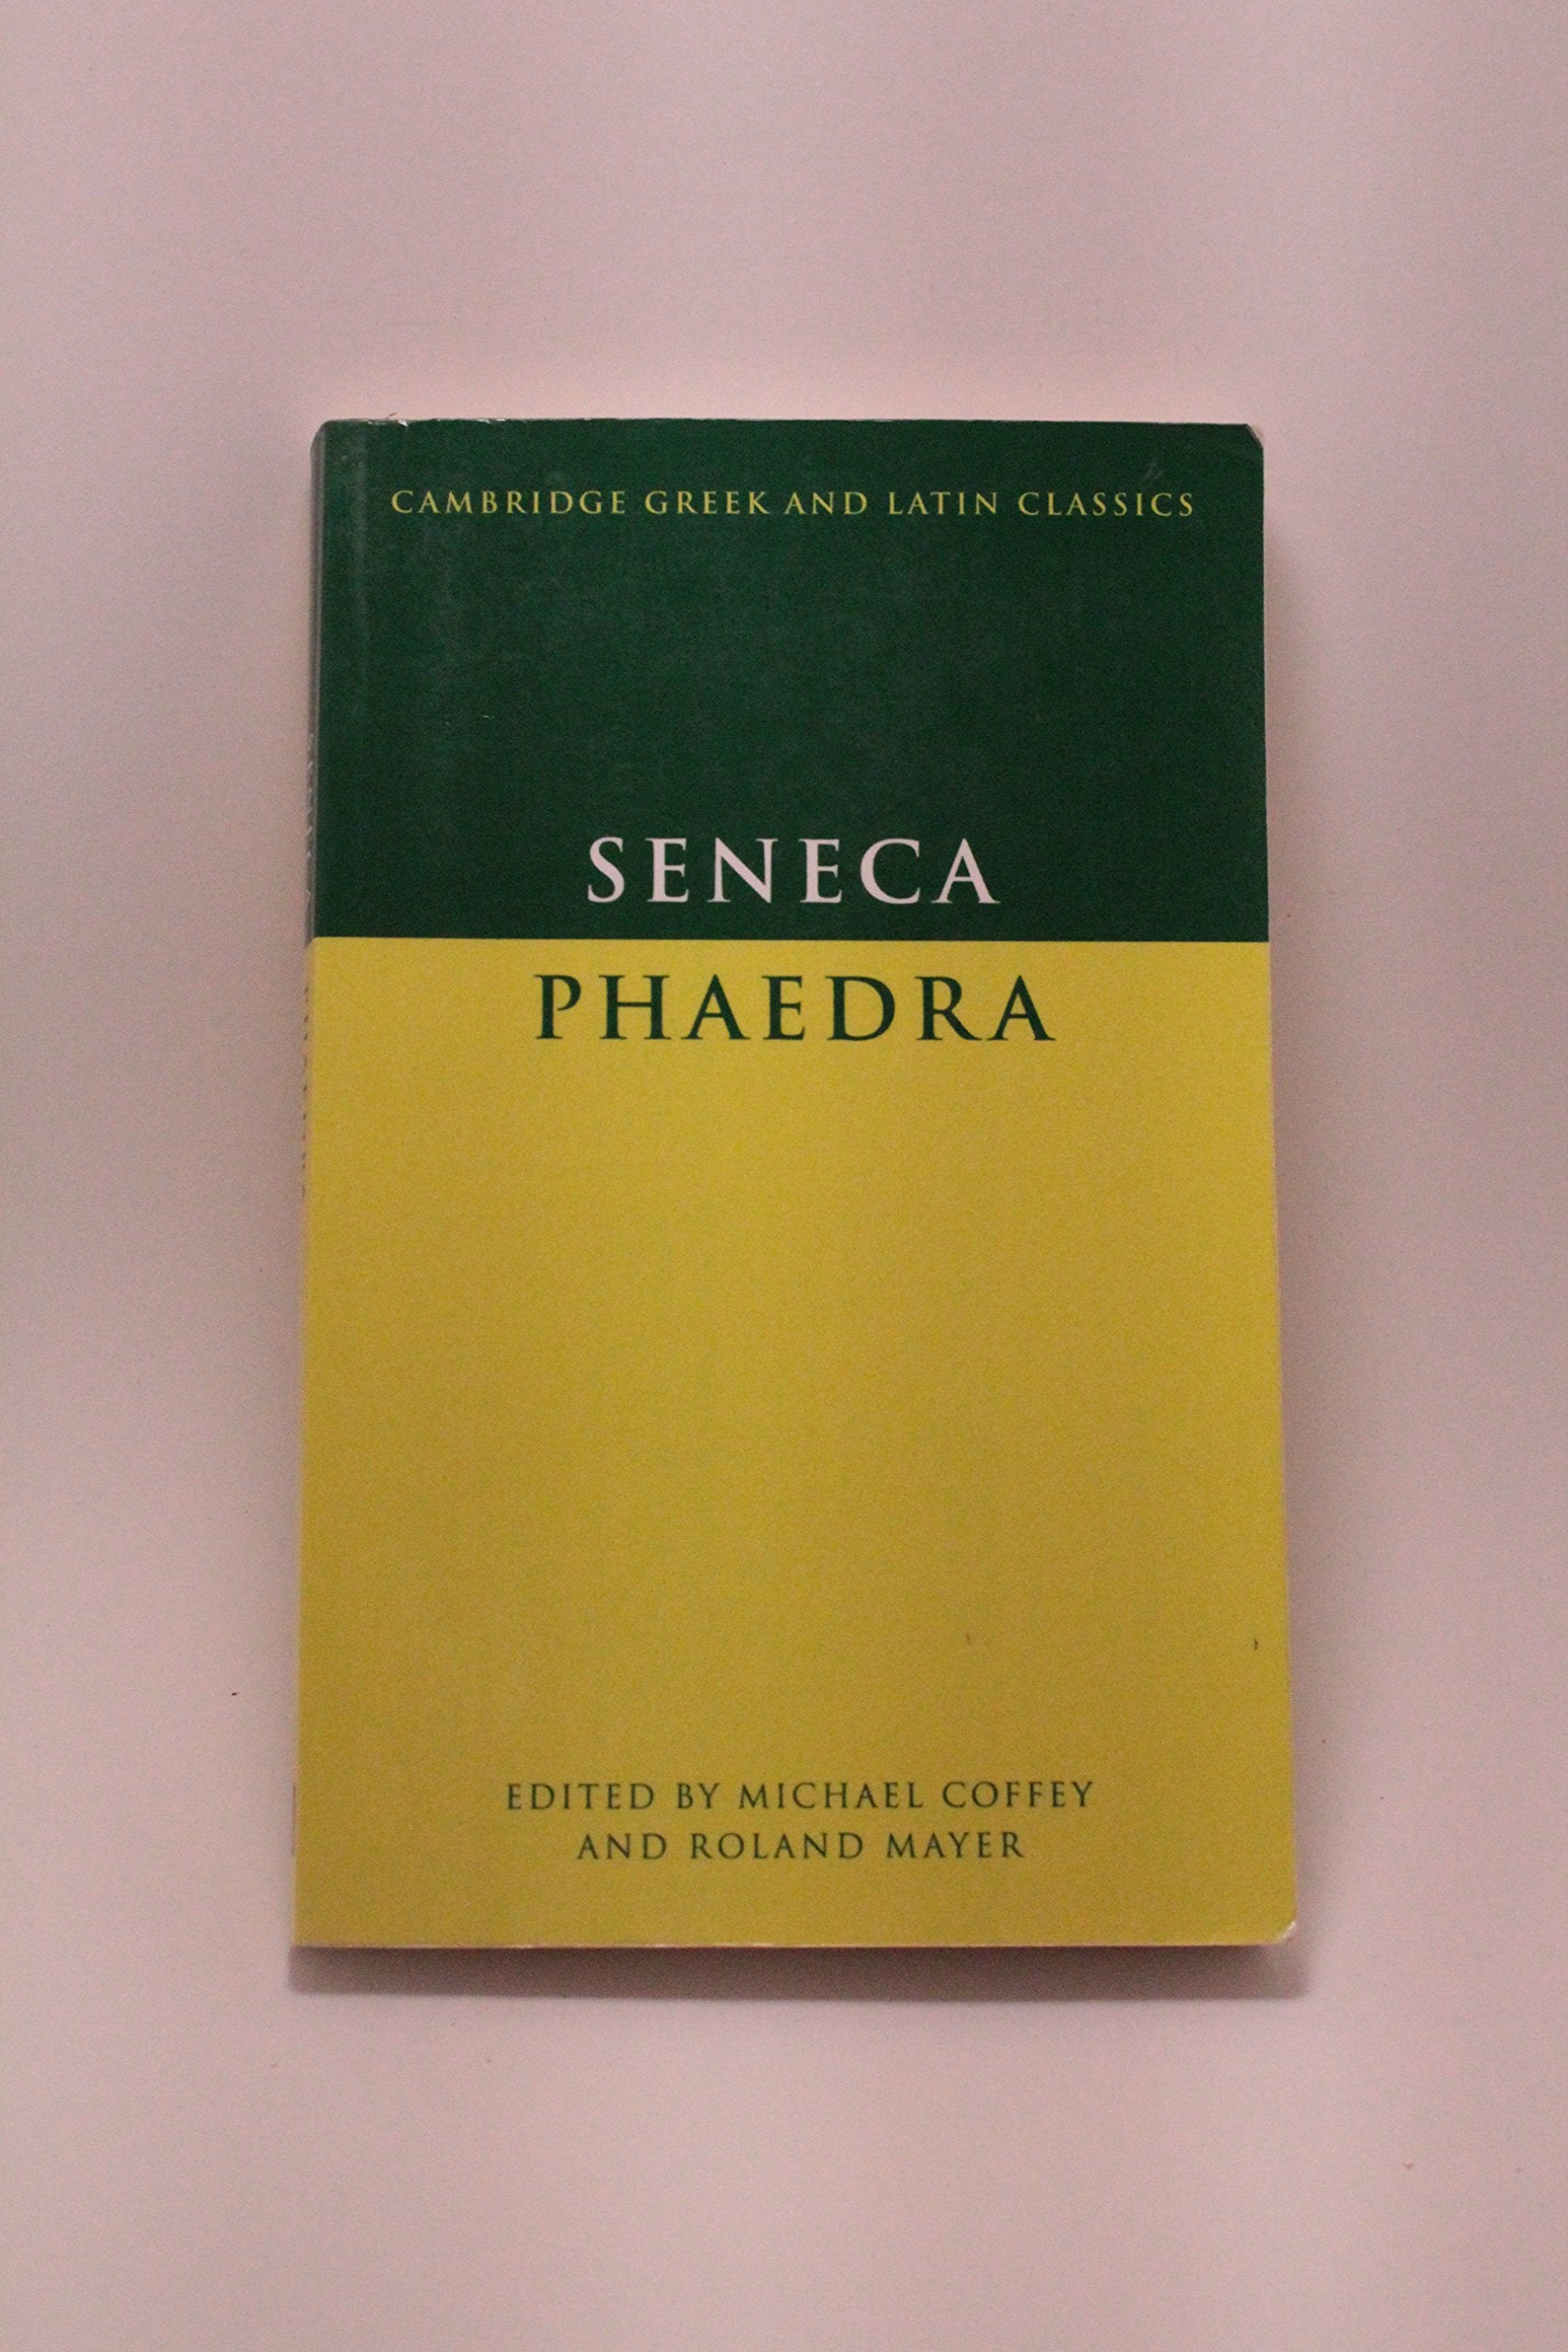 CAMBRIDGE GREEK AND LATIN CLASSICS
SENECA
PHAEDRA
EDITED BY MICHAEL COFFEY
AND ROLAND MAYER